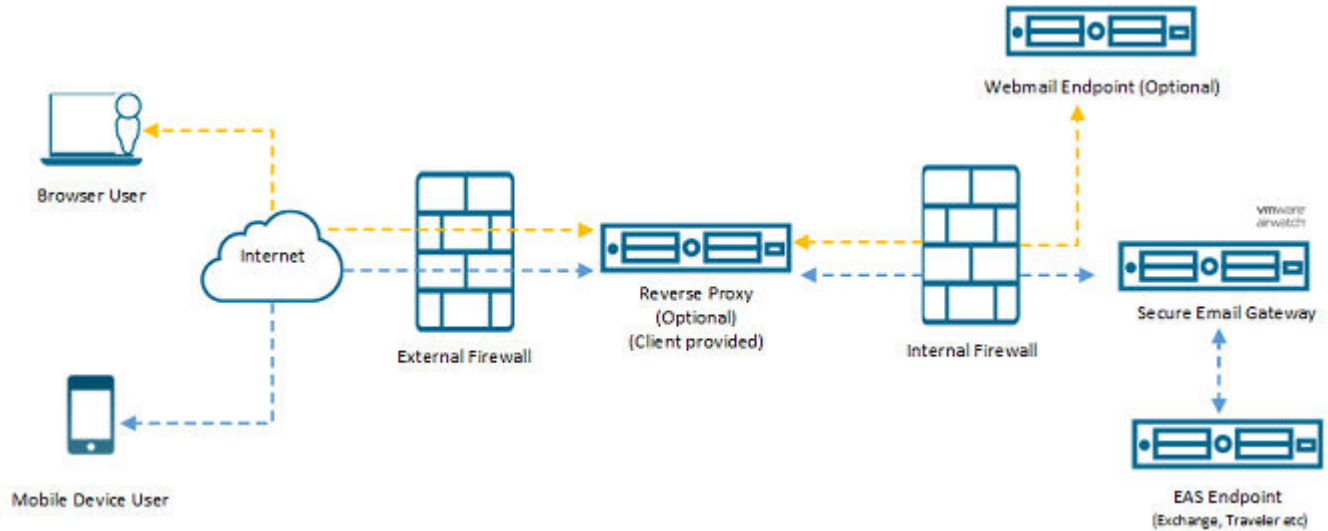 Webmail Endpoint (Optional)
Browser User
vmware
airwatch
Internet
Reverse Proxy
(Optional)
(Client provided)
Secure Email Gateway
External Firewall
Internal Firewall
Mobile Device User
EAS Endpoint
(Exchange, Traveler etc)